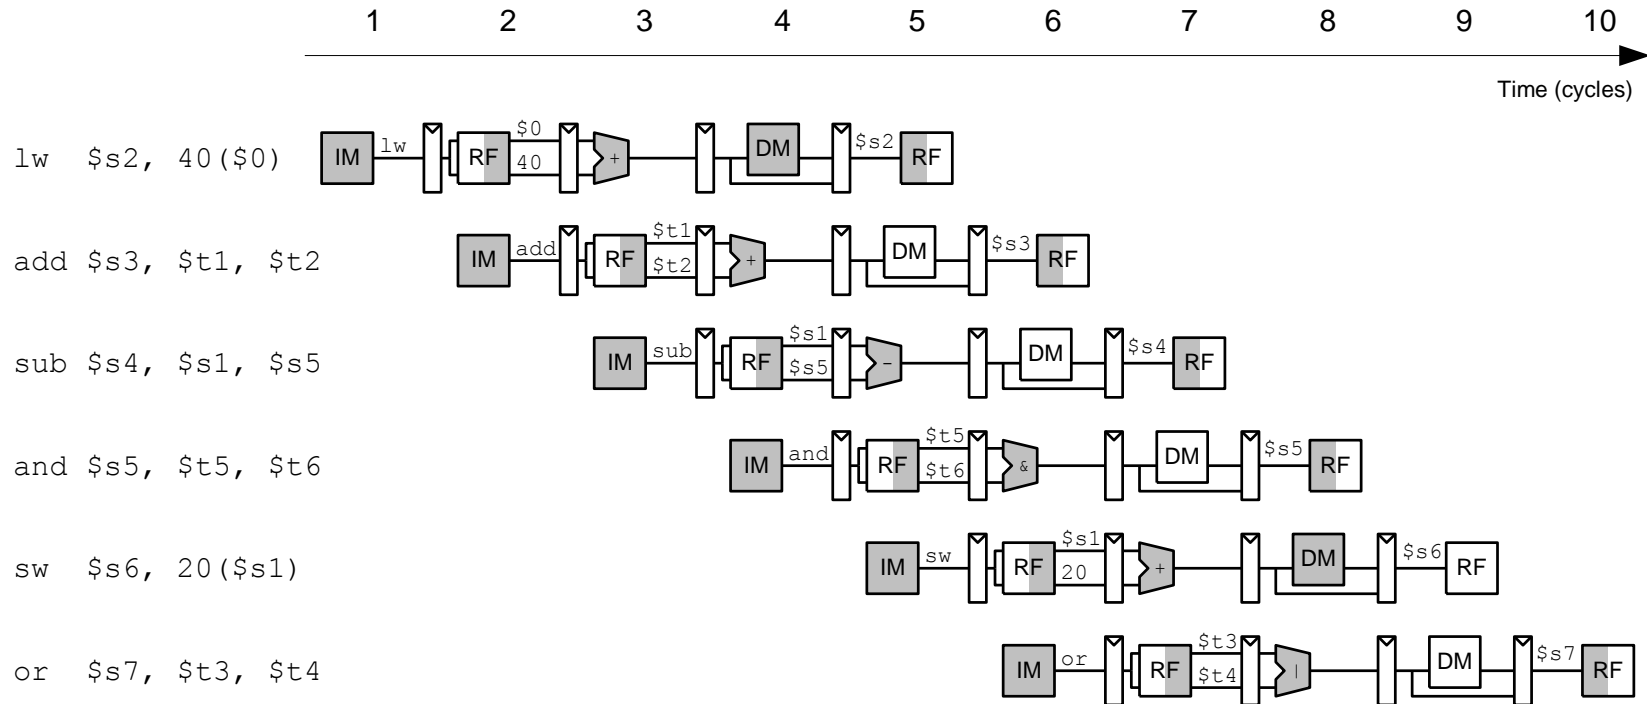 1 2 3 4 5 6 7 8 9 10
Time (cycles)
lw $s2, 40($0) IM lw RF $0 40 + DM $s2 RF
add $s3, $t1, $t2 IM add RF $t1 $t2 + DM $s3 RF
sub $s4, $s1, $s5 IM sub RF $s1 $s5 - DM $s4 RF
and $s5, $t5, $t6 IM and RF $t5 $t6 & DM $s5 RF
sw $s6, 20($s1) IM sw RF $s1 20 + DM $s6 RF
or $s7, $t3, $t4 IM or RF $t3 $t4 | DM $s7 RF